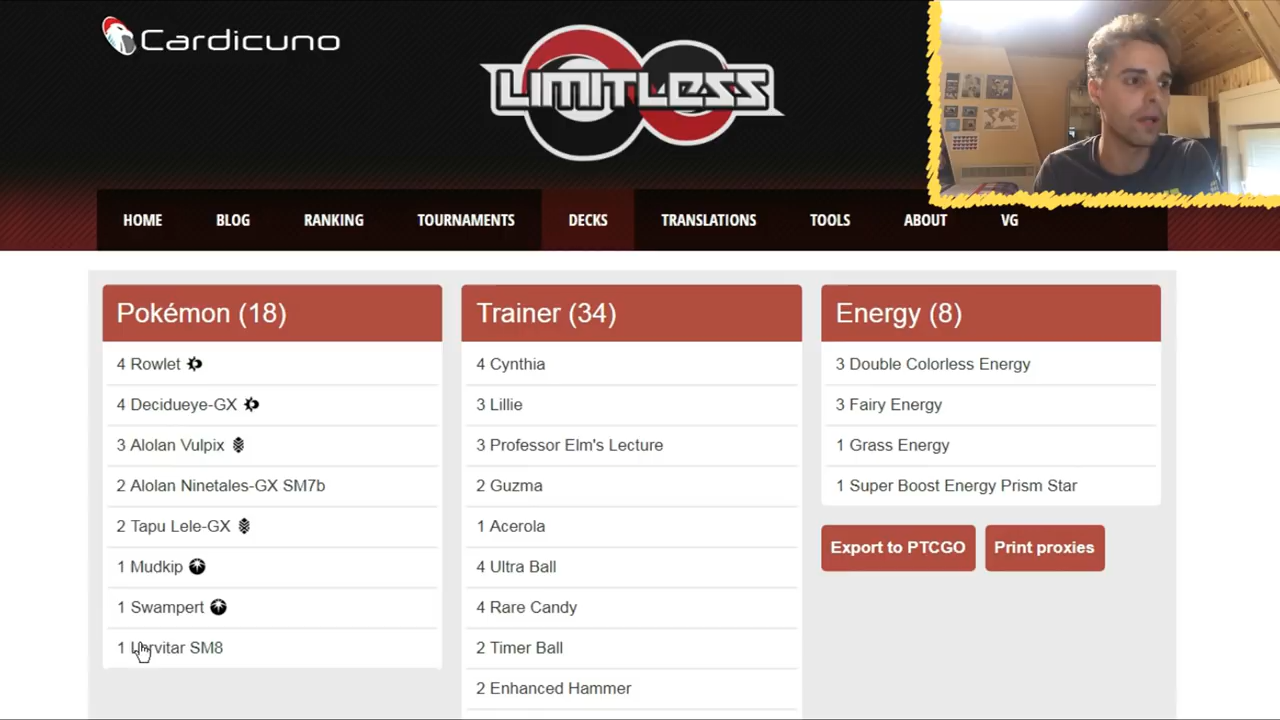 Cardicuno
LIMITLESS
HOME BLOG RANKING TOURNAMENTS DECKS TRANSLATIONS TOOLS ABOUT VG
Pokémon (18)
4 Rowlet
4 Decidueye-GX
3 Alolan Vulpix
2 Alolan Ninetales-GX SM7b
2 Tapu Lele-GX
1 Mudkip
1 Swampert
1 Larvitar SM8
Trainer (34)
4 Cynthia
3 Lillie
3 Professor Elm's Lecture
2 Guzma
1 Acerola
4 Ultra Ball
4 Rare Candy
2 Timer Ball
2 Enhanced Hammer
Energy (8)
3 Double Colorless Energy
3 Fairy Energy
1 Grass Energy
1 Super Boost Energy Prism Star
Export to PTCGO
Print proxies